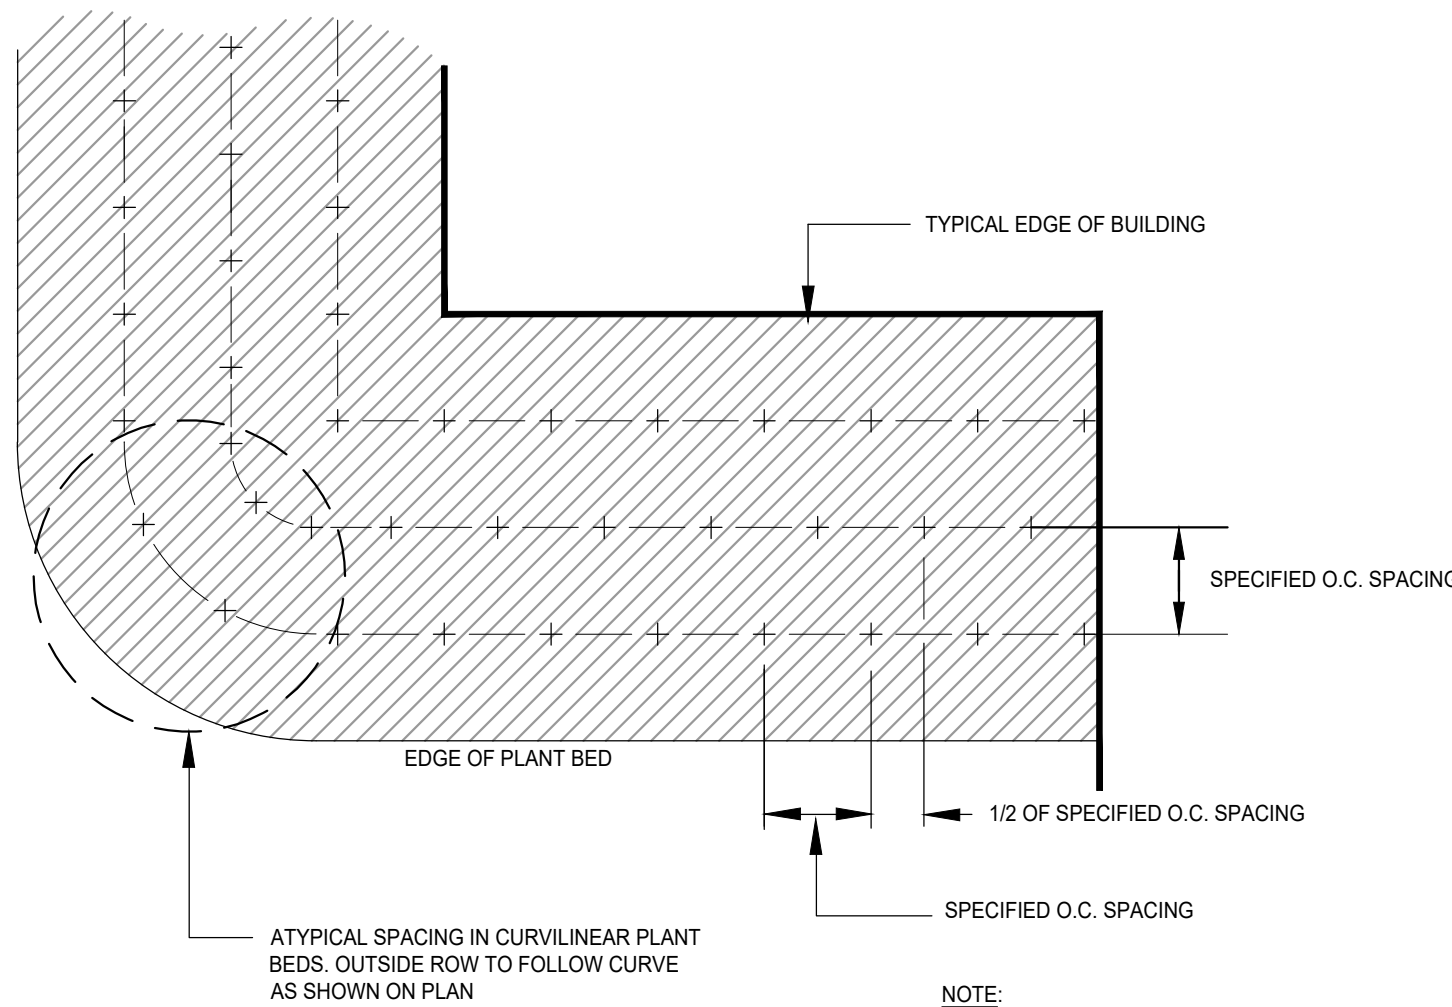 TYPICAL EDGE OF BUILDING
SPECIFIED O.C. SPACING
EDGE OF PLANT BED
1/2 OF SPECIFIED O.C. SPACING
SPECIFIED O.C. SPACING
ATYPICAL SPACING IN CURVILINEAR PLANT
BEDS. OUTSIDE ROW TO FOLLOW CURVE
AS SHOWN ON PLAN
NOTE: